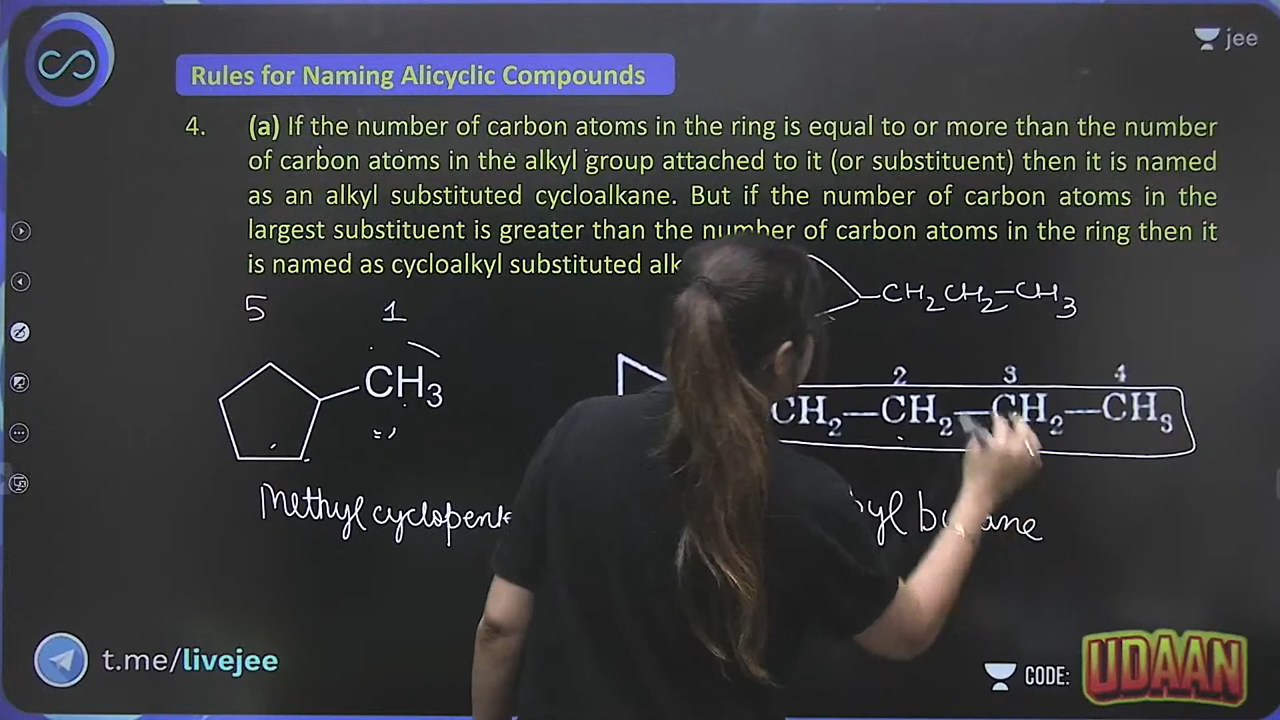 jee
Rules for Naming Alicyclic Compounds
4. (a) If the number of carbon atoms in the ring is equal to or more than the number
of carbon atoms in the alkyl group attached to it (or substituent) then it is named
as an alkyl substituted cycloalkane. But if the number of carbon atoms in the
largest substituent is greater than the number of carbon atoms in the ring then it
is named as cycloalkyl substituted alk
5 1
—CH₂CH₂—CH₃
CH₃
2 3 4
CH₂—CH₂—CH₂—CH₃
Methyl cyclopent
t.me/livejee
CODE: UDAAN